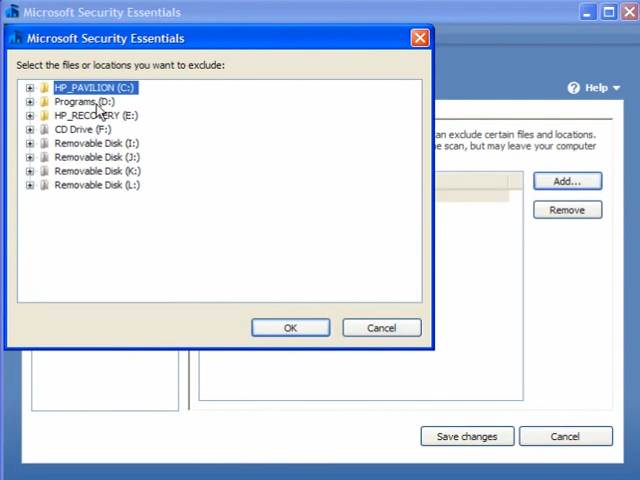 Microsoft Security Essentials
Microsoft Security Essentials
Select the files or locations you want to exclude:
HP_PAVILION (C:)
Programs (D:)
HP_RECOVERY (E:)
CD Drive (F:)
Removable Disk (I:)
Removable Disk (J:)
Removable Disk (K:)
Removable Disk (L:)
OK
Cancel
Help
an exclude certain files and locations.
e scan, but may leave your computer
Add...
Remove
Save changes
Cancel